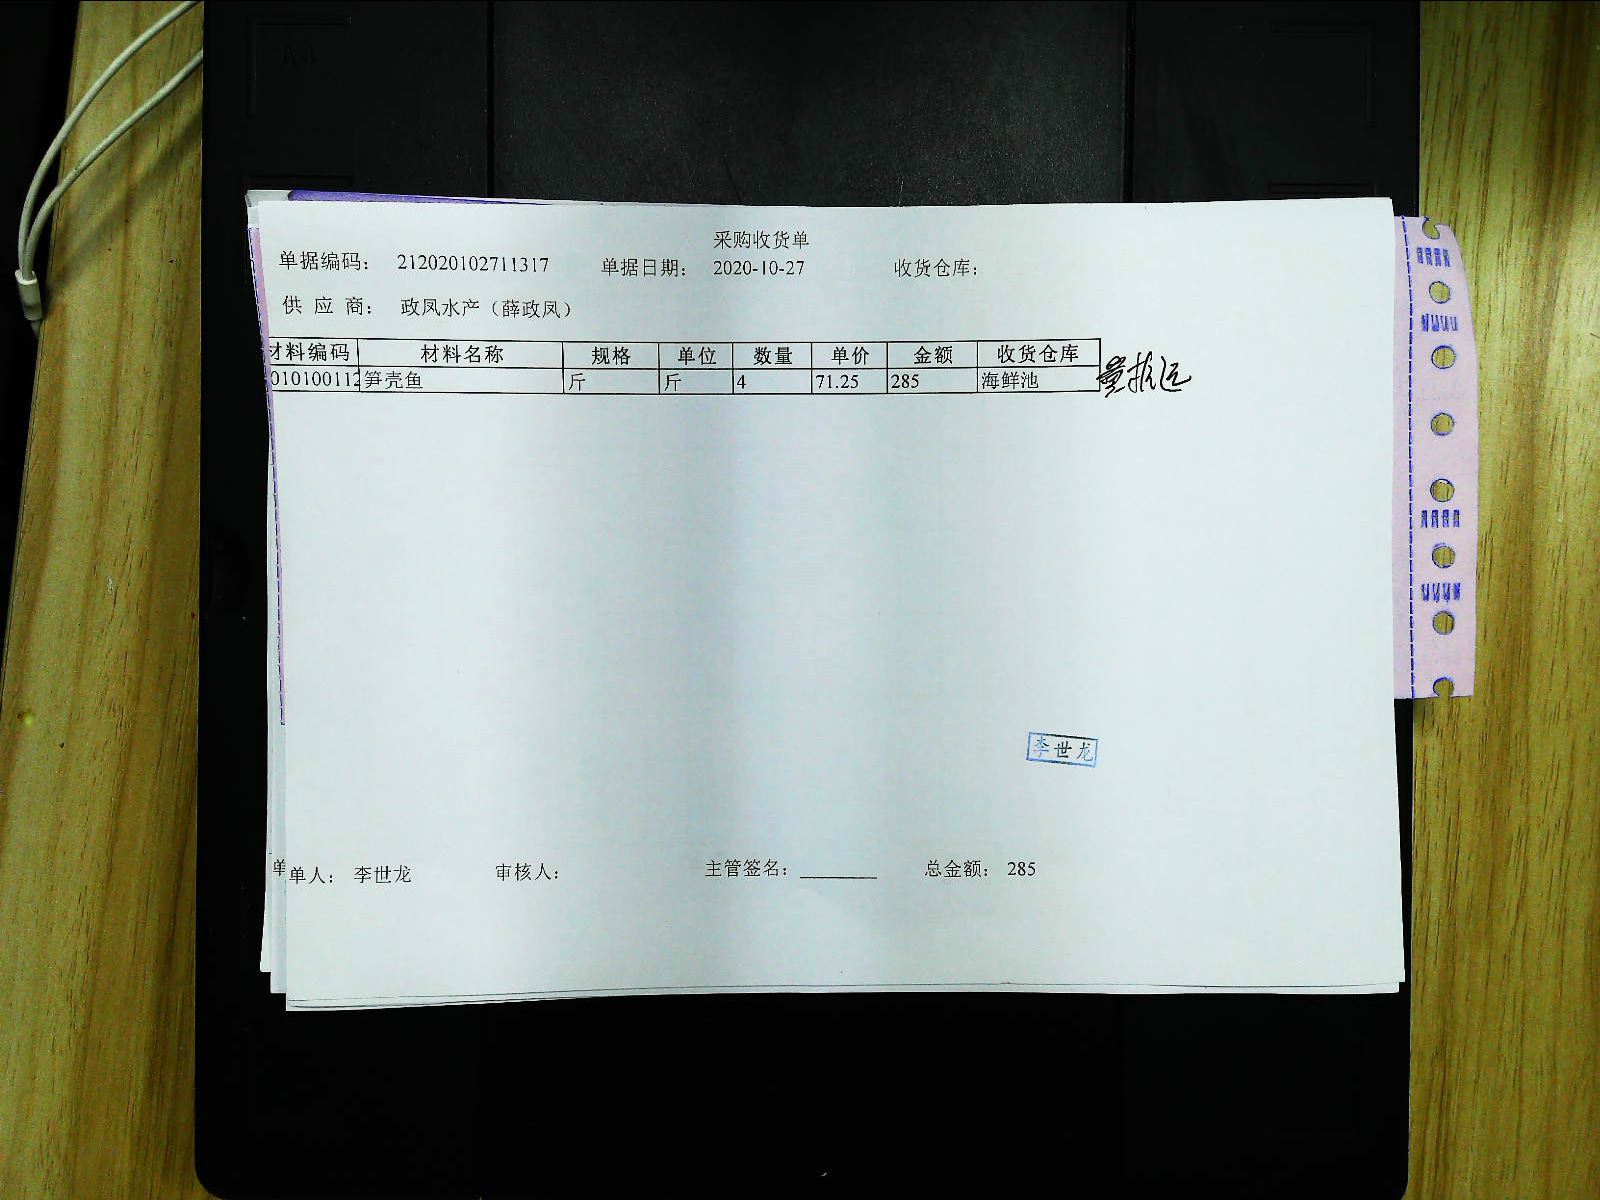 采购收货单
单据编码： 212020102711317 单据日期： 2020-10-27 收货仓库：
供 应 商： 政凤水产（薛政凤）
材料编码 材料名称 规格 单位 数量 单价 金额 收货仓库
010100112 笋壳鱼 斤 斤 4 71.25 285 海鲜池
李世龙
单人： 李世龙 审核人： 主管签名： 总金额： 285